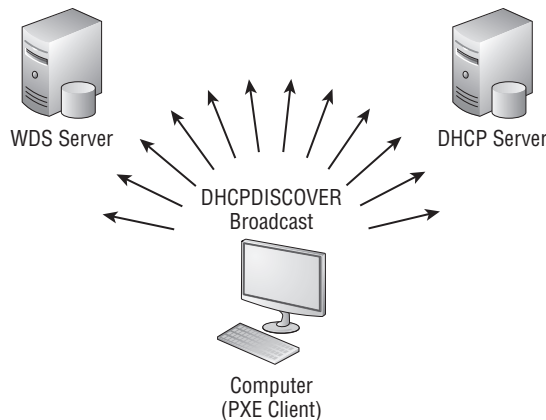 WDS Server
DHCP Server
DHCPDISCOVER
Broadcast
Computer
(PXE Client)